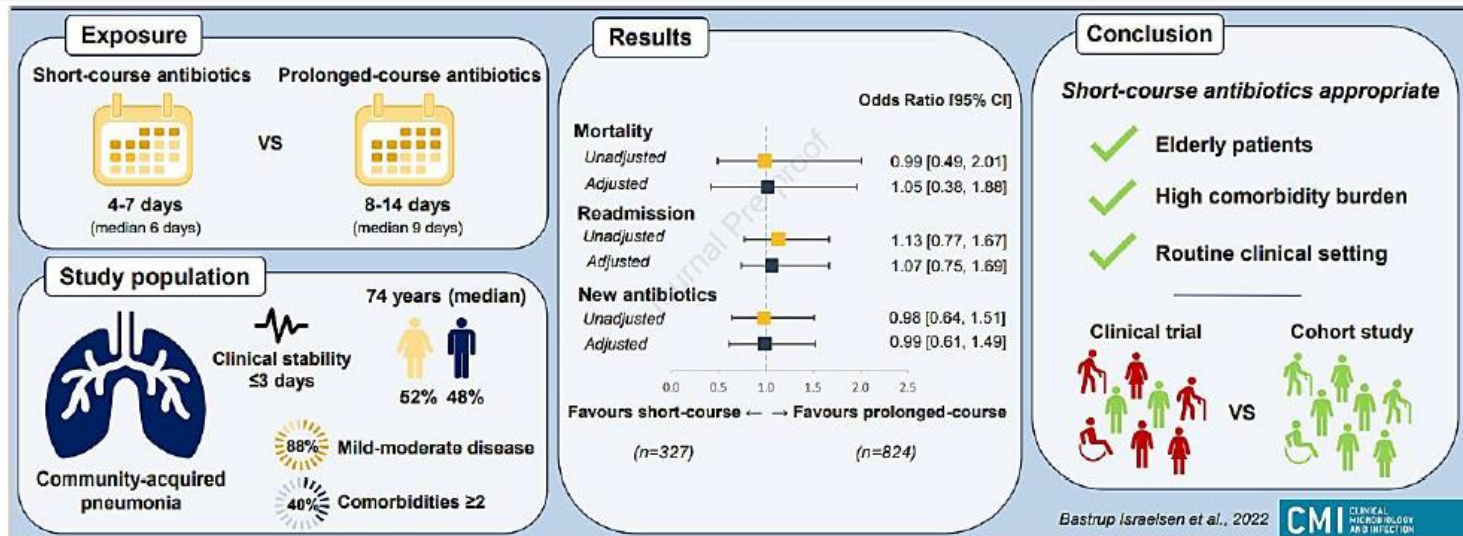 Exposure
Short-course antibiotics
Prolonged-course antibiotics
VS
4-7 days
(median 6 days)
8-14 days
(median 9 days)
Study population
Clinical stability
≤3 days
74 years (median)
52% 48%
88% Mild-moderate disease
40% Comorbidities ≥2
Community-acquired
pneumonia
Results
Odds Ratio [95% CI]
Mortality
Unadjusted 0.99 [0.49, 2.01]
Adjusted 1.05 [0.38, 1.88]
Readmission
Unadjusted 1.13 [0.77, 1.67]
Adjusted 1.07 [0.75, 1.69]
New antibiotics
Unadjusted 0.98 [0.64, 1.51]
Adjusted 0.99 [0.61, 1.49]
0.0 0.5 1.0 1.5 2.0 2.5
Favours short-course ← → Favours prolonged-course
(n=327) (n=824)
Journal Pre-proof
Conclusion
Short-course antibiotics appropriate
Elderly patients
High comorbidity burden
Routine clinical setting
Clinical trial
VS
Cohort study
Bastrup Israelsen et al., 2022
CMI CLINICAL
MICROBIOLOGY
AND INFECTION